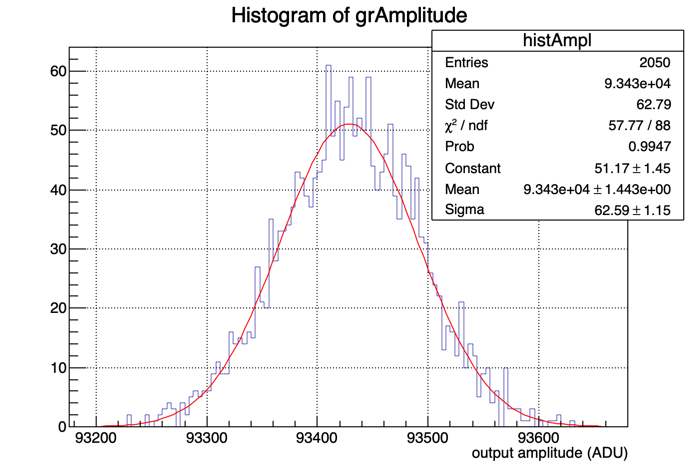 Histogram of grAmplitude
histAmpl
Entries 2050
Mean 9.343e+04
Std Dev 62.79
χ² / ndf 57.77 / 88
Prob 0.9947
Constant 51.17 ± 1.45
Mean 9.343e+04 ± 1.443e+00
Sigma 62.59 ± 1.15
60
50
40
30
20
10
0
93200 93300 93400 93500 93600
output amplitude (ADU)